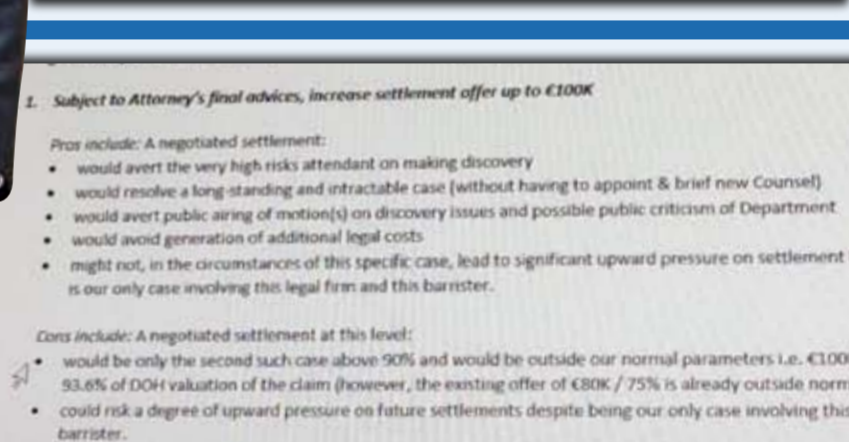 1. Subject to Attorney's final advices, increase settlement offer up to €100K
Pros include: A negotiated settlement:
• would avert the very high risks attendant on making discovery
• would resolve a long-standing and intractable case (without having to appoint & brief new Counsel)
• would avert public airing of motion(s) on discovery issues and possible public criticism of Department
• would avoid generation of additional legal costs
• might not, in the circumstances of this specific case, lead to significant upward pressure on settlement
is our only case involving this legal firm and this barrister.
Cons include: A negotiated settlement at this level:
• would be only the second such case above 90% and would be outside our normal parameters i.e. €100
93.6% of DOH valuation of the claim (however, the existing offer of €80K / 75% is already outside norm
• could risk a degree of upward pressure on future settlements despite being our only case involving this
barrister.